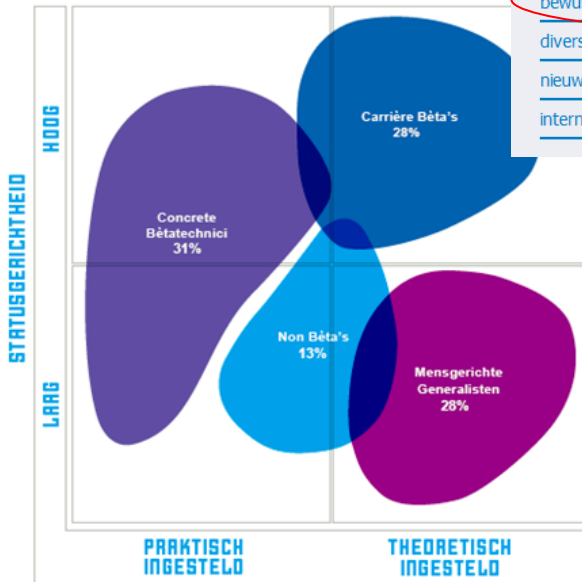 HOOG
STATUSGERICHTHEID
LAAG
Carrière Bèta's
28%
Concrete
Bètatechnici
31%
Non Bèta's
13%
Mensgerichte
Generalisten
28%
PRAKTISCH
INGESTELD
THEORETISCH
INGESTELD
bewu
divers
nieuw
intern